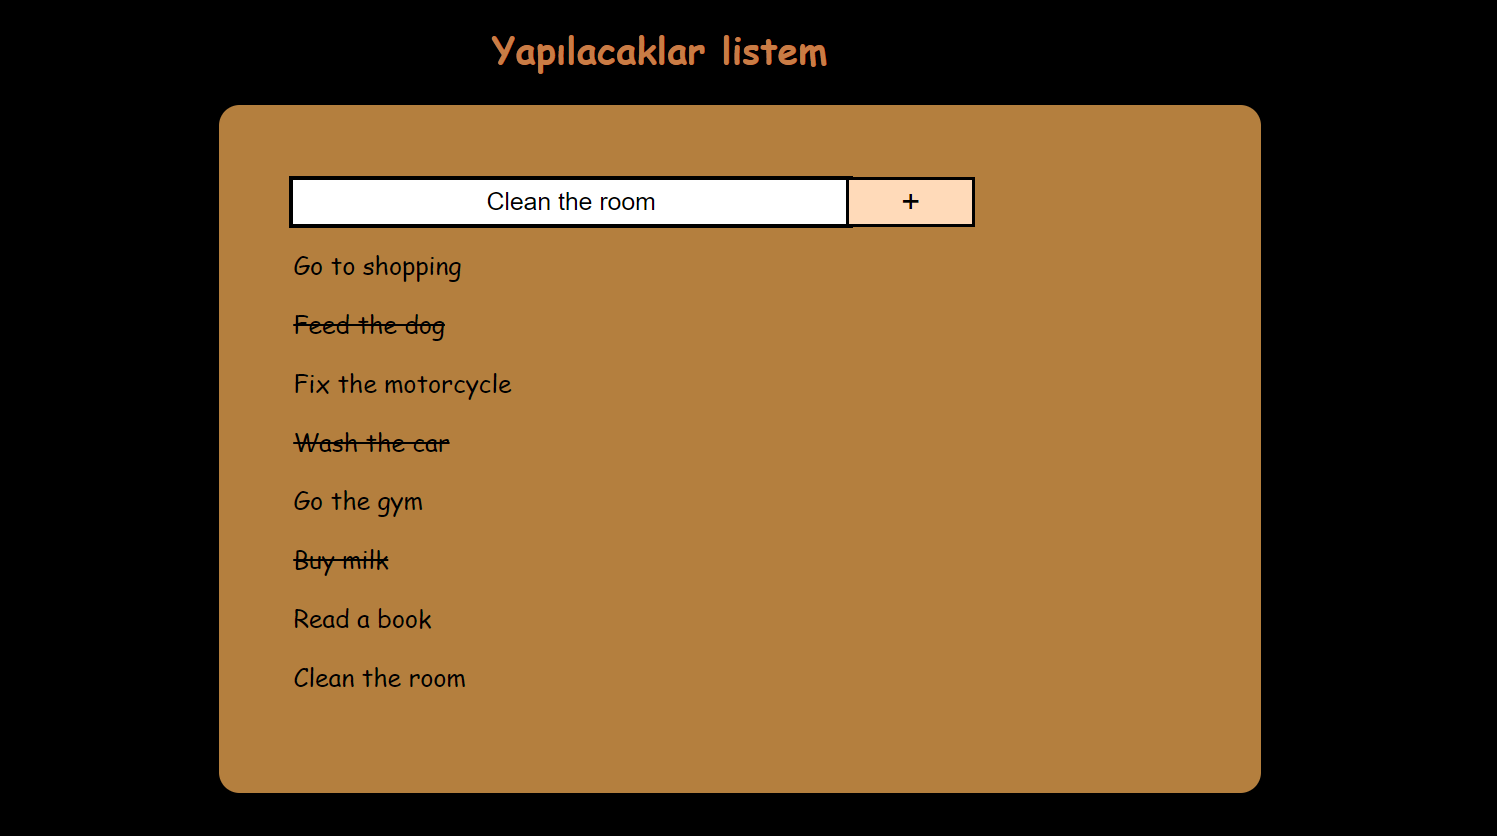 Yapılacaklar listem
Clean the room +
Go to shopping
Feed the dog
Fix the motorcycle
Wash the car
Go the gym
Buy milk
Read a book
Clean the room